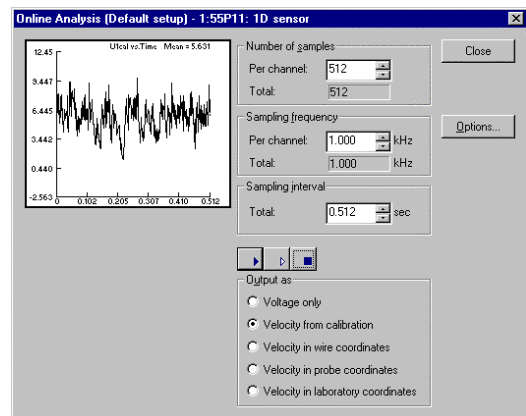 Online Analysis (Default setup) - 1:55P11: 1D sensor
U1cal vs.Time Mean = 5.631
12.45
9.447
6.445
3.442
0.440
-2.563
0 0.102 0.205 0.307 0.410 0.512
Number of samples
Per channel: 512
Total: 512
Sampling frequency
Per channel: 1.000 kHz
Total: 1.000 kHz
Sampling interval
Total: 0.512 sec
Output as
Voltage only
Velocity from calibration
Velocity in wire coordinates
Velocity in probe coordinates
Velocity in laboratory coordinates
Close
Options...